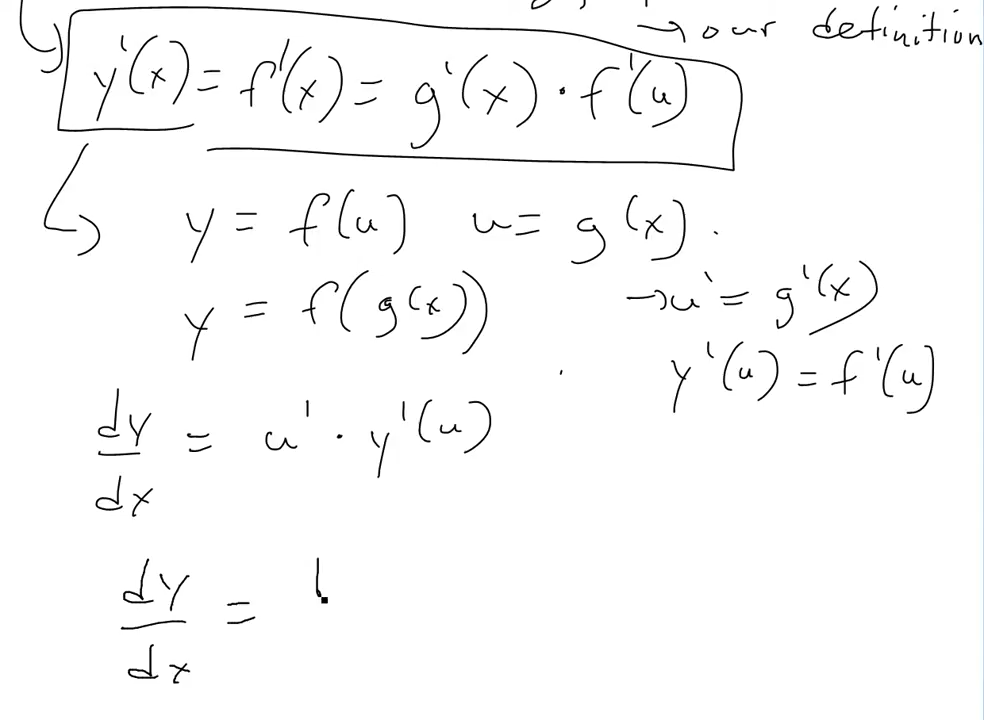 → our definition
y'(x) = f'(x) = g'(x) · f'(u)
y = f(u) u = g(x).
y = f(g(x))
→ u' = g'(x)
y'(u) = f'(u)
dy/dx = u' · y'(u)
dy/dx =